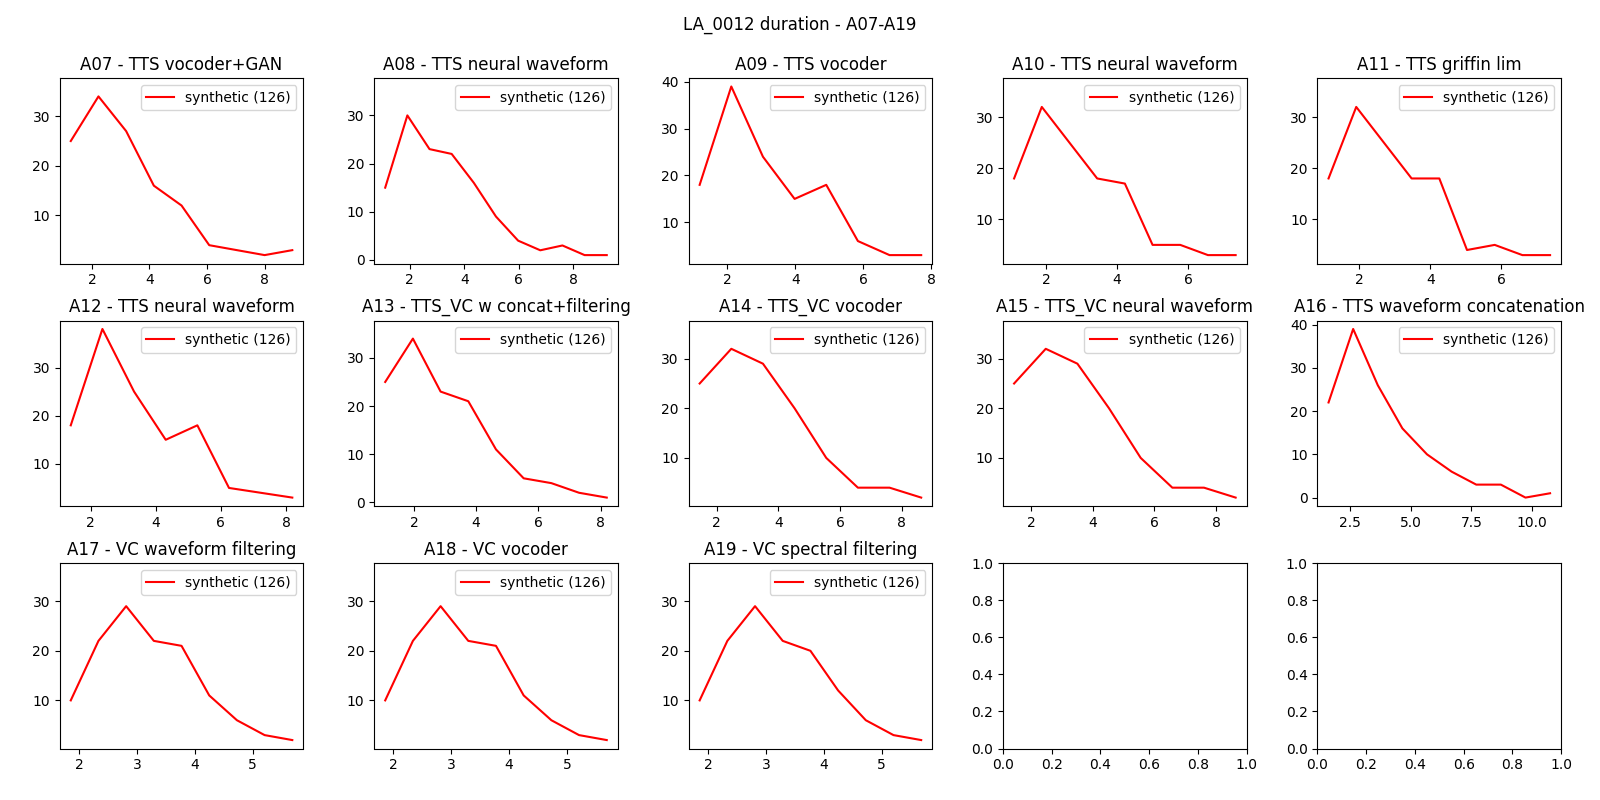 LA_0012 duration - A07-A19
A07 - TTS vocoder+GAN
synthetic (126)
30
20
10
2 4 6 8
A08 - TTS neural waveform
synthetic (126)
30
20
10
0
2 4 6 8
A09 - TTS vocoder
synthetic (126)
40
30
20
10
2 4 6 8
A10 - TTS neural waveform
synthetic (126)
30
20
10
2 4 6
A11 - TTS griffin lim
synthetic (126)
30
20
10
2 4 6
A12 - TTS neural waveform
synthetic (126)
30
20
10
2 4 6 8
A13 - TTS_VC w concat+filtering
synthetic (126)
30
20
10
0
2 4 6 8
A14 - TTS_VC vocoder
synthetic (126)
30
20
10
2 4 6 8
A15 - TTS_VC neural waveform
synthetic (126)
30
20
10
2 4 6 8
A16 - TTS waveform concatenation
synthetic (126)
40
30
20
10
0
2.5 5.0 7.5 10.0
A17 - VC waveform filtering
synthetic (126)
30
20
10
2 3 4 5
A18 - VC vocoder
synthetic (126)
30
20
10
2 3 4 5
A19 - VC spectral filtering
synthetic (126)
30
20
10
2 3 4 5
1.0
0.8
0.6
0.4
0.2
0.0
0.0 0.2 0.4 0.6 0.8 1.0
1.0
0.8
0.6
0.4
0.2
0.0
0.0 0.2 0.4 0.6 0.8 1.0